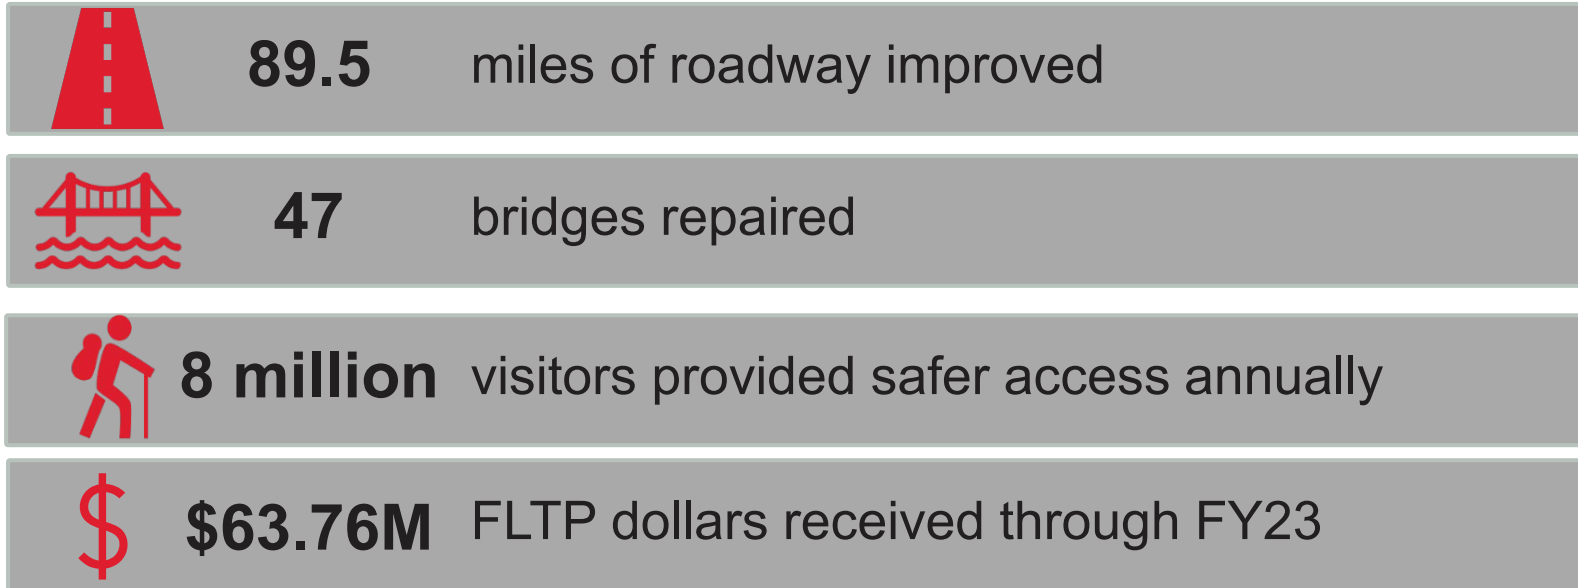 89.5 miles of roadway improved
47 bridges repaired
8 million visitors provided safer access annually
$63.76M FLTP dollars received through FY23